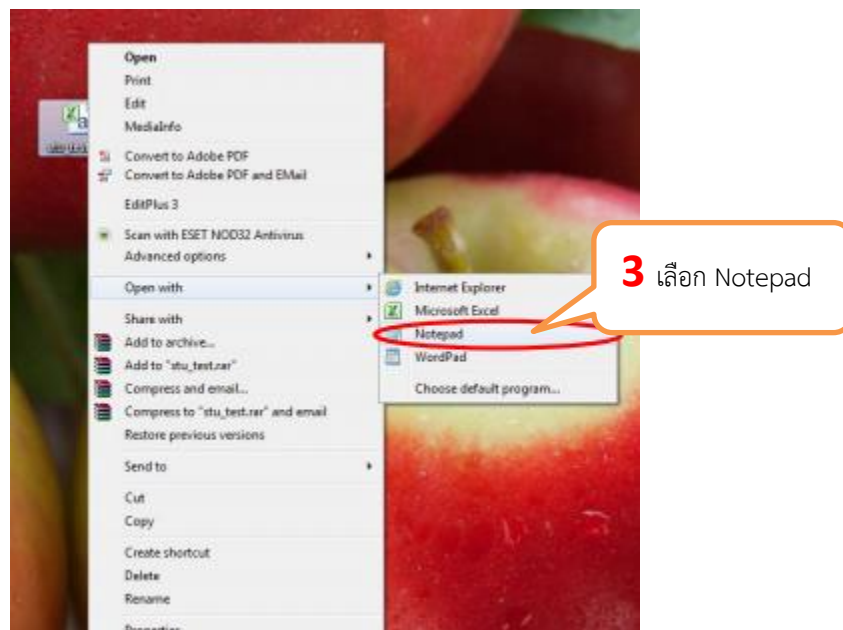 Open
Print
Edit
MediaInfo
Convert to Adobe PDF
Convert to Adobe PDF and EMail
EditPlus 3
Scan with ESET NOD32 Antivirus
Advanced options
Open with
Internet Explorer
Microsoft Excel
Notepad
WordPad
Choose default program...
3 เลือก Notepad
Share with
Add to archive...
Add to "stu_test.rar"
Compress and email...
Compress to "stu_test.rar" and email
Restore previous versions
Send to
Cut
Copy
Create shortcut
Delete
Rename
Properties